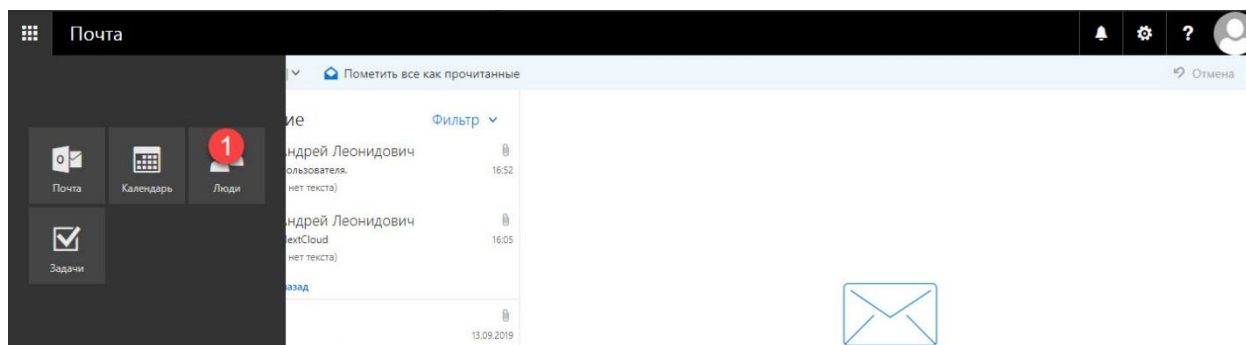 Почта
?
Пометить все как прочитанные
Отмена
ие
Фильтр
1
ндрей Леонидович
ользователя.
16:52
нет текста)
Почта
Календарь
Люди
ндрей Леонидович
extCloud
16:05
нет текста)
Задачи
азад
13.09.2019